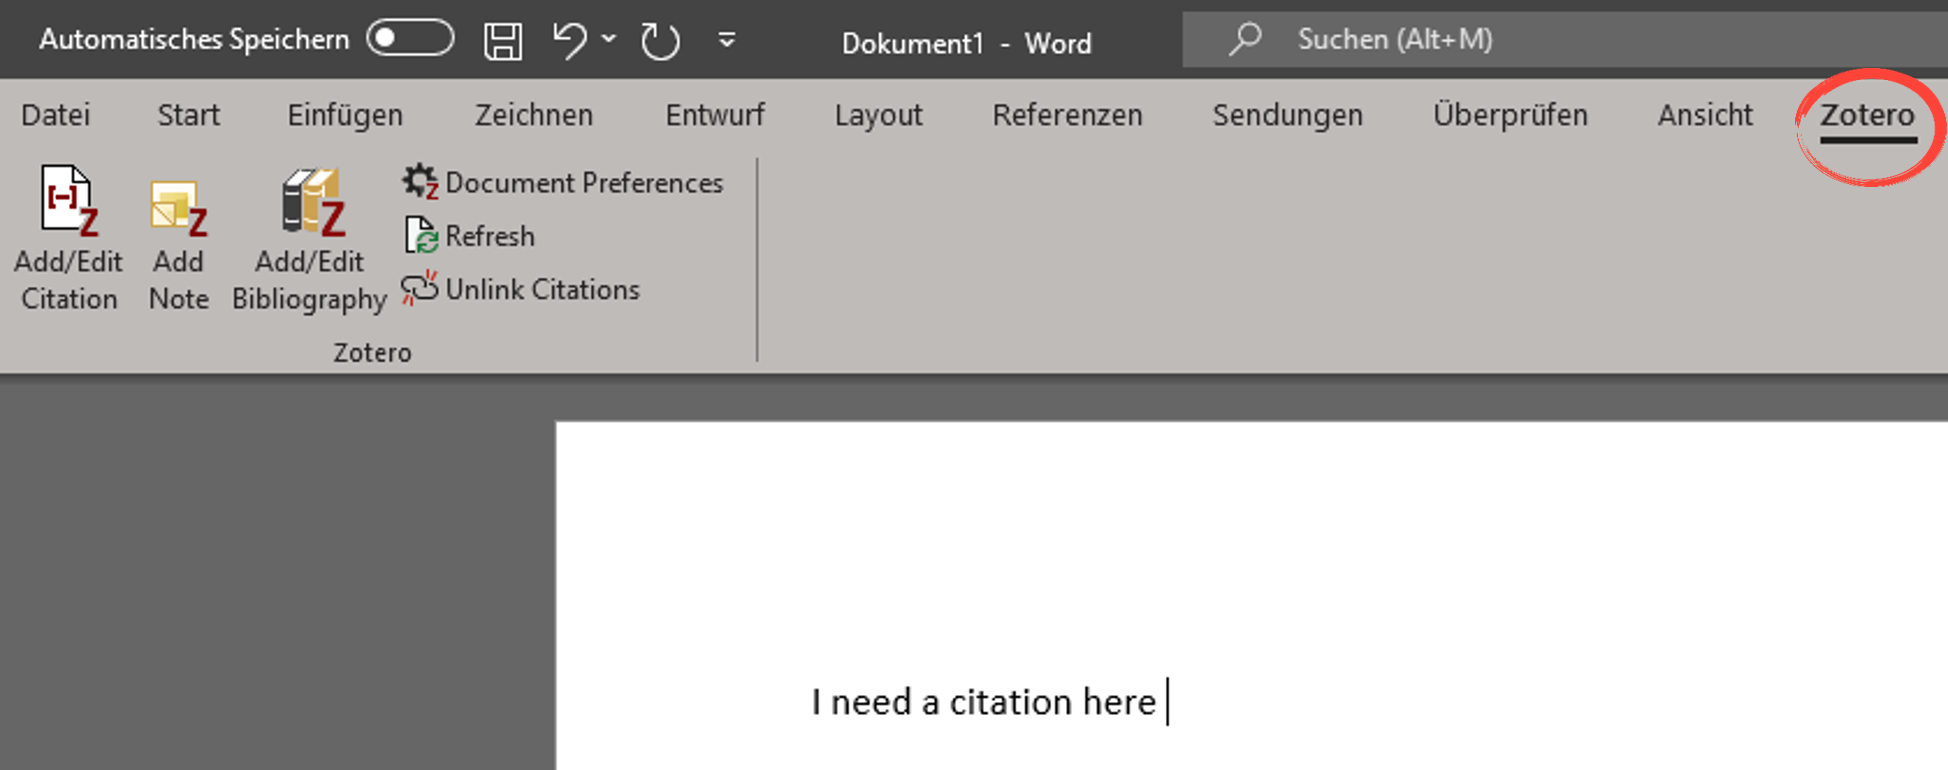 Automatisches Speichern Dokument1 - Word Suchen (Alt+M)
Datei Start Einfügen Zeichnen Entwurf Layout Referenzen Sendungen Überprüfen Ansicht Zotero
Add/Edit
Citation
Add
Note
Add/Edit
Bibliography
Document Preferences
Refresh
Unlink Citations
Zotero
I need a citation here